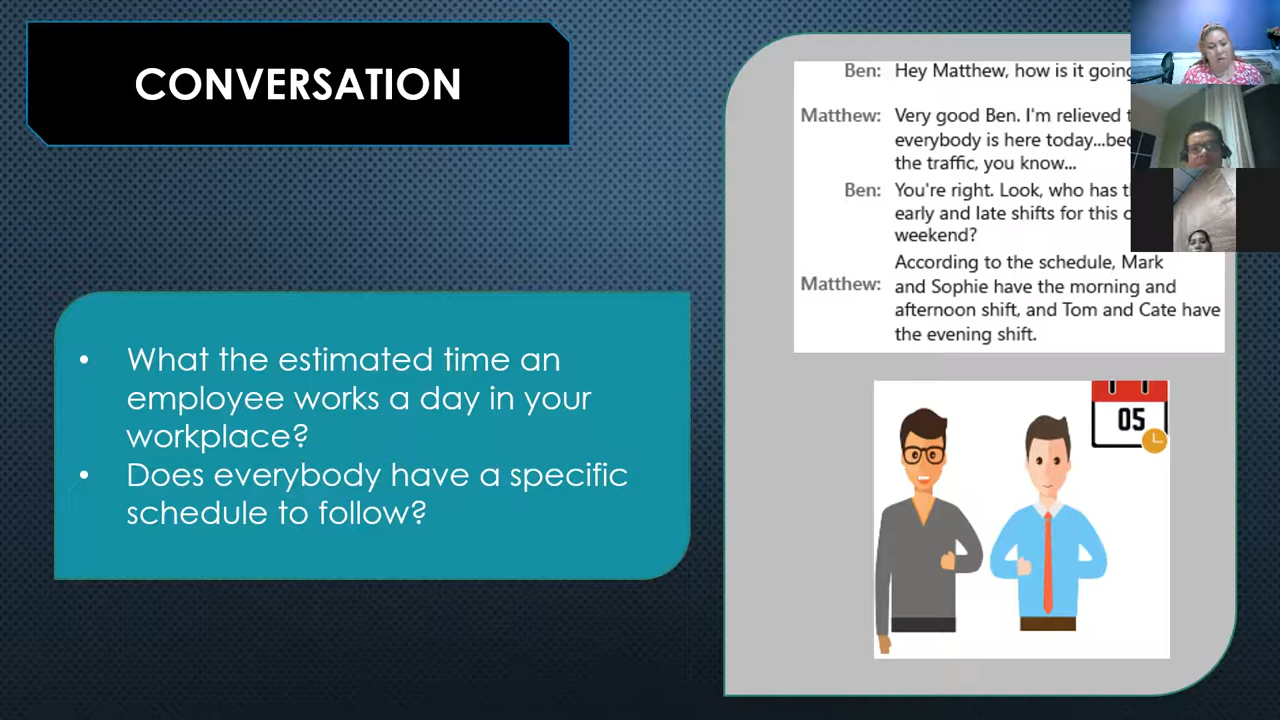 CONVERSATION
• What the estimated time an
employee works a day in your
workplace?
• Does everybody have a specific
schedule to follow?
Ben: Hey Matthew, how is it going
Matthew: Very good Ben. I'm relieved
everybody is here today...
the traffic, you know...
Ben: You're right. Look, who has
early and late shifts for this
weekend?
According to the schedule, Mark
Matthew: and Sophie have the morning and
afternoon shift, and Tom and Cate have
the evening shift.
05